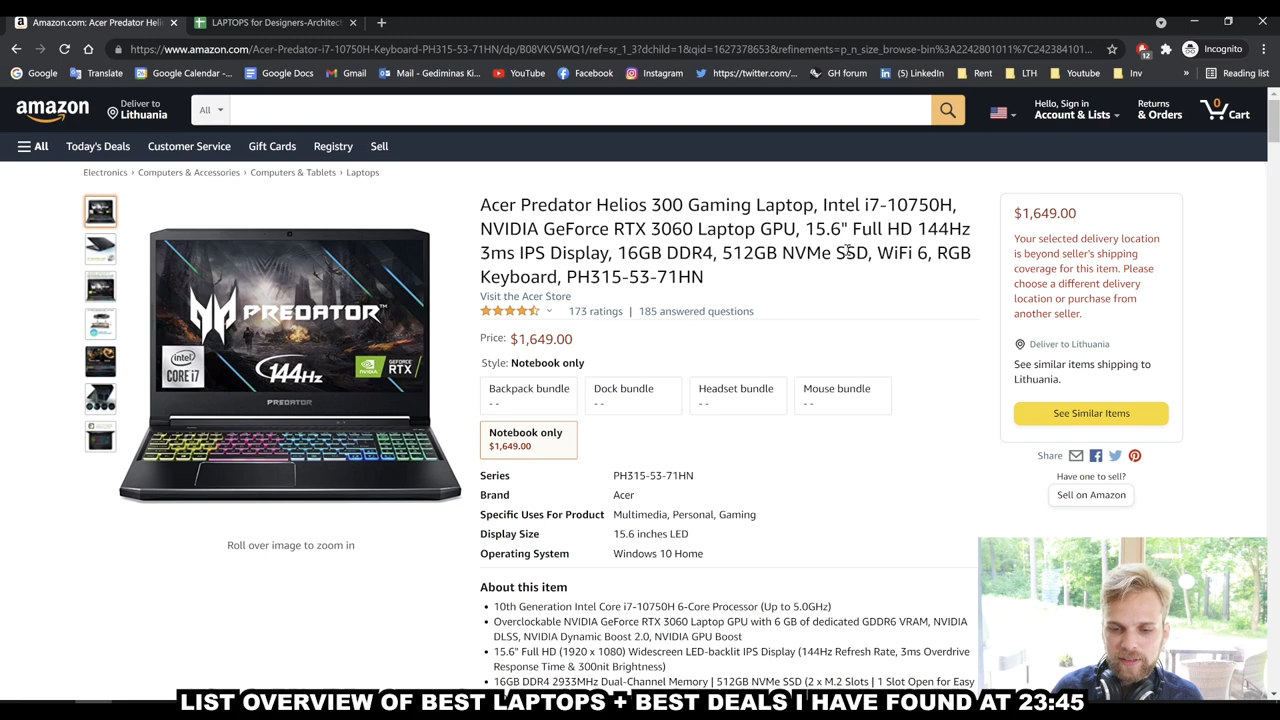 Amazon.com: Acer Predator Heli
LAPTOPS for Designers-Architect
https://www.amazon.com/Acer-Predator-i7-10750H-Keyboard-PH315-53-71HN/dp/B08VKV5WQ1/ref=sr_1_3?dchild=1&qid=1627378653&refinements=p_n_size_browse-bin%3A2242801011%7C242384101...
12
Incognito
Google
Translate
Google Calendar -...
Google Docs
Gmail
Mail - Gediminas Ki...
YouTube
Facebook
Instagram
https://twitter.com/...
GH forum
(5) LinkedIn
Rent
LTH
Youtube
Inv
»
Reading list
amazon
Deliver to
Lithuania
All
Hello, Sign in
Account & Lists
Returns
& Orders
0
Cart
All
Today's Deals
Customer Service
Gift Cards
Registry
Sell
Electronics › Computers & Accessories › Computers & Tablets › Laptops
Acer Predator Helios 300 Gaming Laptop, Intel i7-10750H,
NVIDIA GeForce RTX 3060 Laptop GPU, 15.6" Full HD 144Hz
3ms IPS Display, 16GB DDR4, 512GB NVMe SSD, WiFi 6, RGB
Keyboard, PH315-53-71HN
Visit the Acer Store
173 ratings | 185 answered questions
Price: $1,649.00
Style: Notebook only
Backpack bundle
--
Dock bundle
--
Headset bundle
--
Mouse bundle
--
Notebook only
$1,649.00
Series PH315-53-71HN
Brand Acer
Specific Uses For Product Multimedia, Personal, Gaming
Display Size 15.6 inches LED
Operating System Windows 10 Home
About this item
• 10th Generation Intel Core i7-10750H 6-Core Processor (Up to 5.0GHz)
• Overclockable NVIDIA GeForce RTX 3060 Laptop GPU with 6 GB of dedicated GDDR6 VRAM, NVIDIA
DLSS, NVIDIA Dynamic Boost 2.0, NVIDIA GPU Boost
• 15.6" Full HD (1920 x 1080) Widescreen LED-backlit IPS Display (144Hz Refresh Rate, 3ms Overdrive
Response Time & 300nit Brightness)
• 16GB DDR4 2933MHz Dual-Channel Memory | 512GB NVMe SSD (2 x M.2 Slots | 1 Slot Open for Easy
PREDATOR
intel
CORE i7
144Hz
NVIDIA
GEFORCE
RTX
PREDATOR
Roll over image to zoom in
$1,649.00
Your selected delivery location
is beyond seller's shipping
coverage for this item. Please
choose a different delivery
location or purchase from
another seller.
Deliver to Lithuania
See similar items shipping to
Lithuania.
See Similar Items
Share
Have one to sell?
Sell on Amazon
LIST OVERVIEW OF BEST LAPTOPS + BEST DEALS I HAVE FOUND AT 23:45